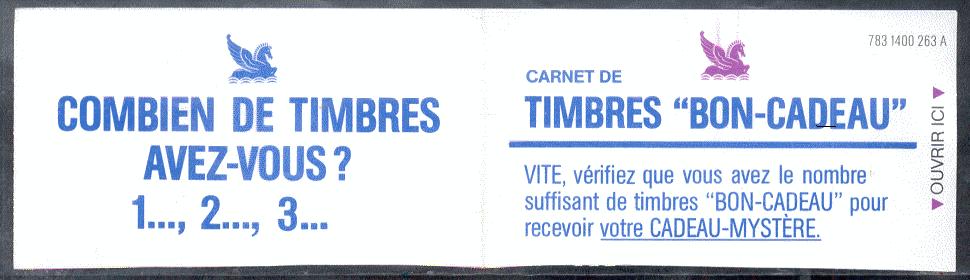 COMBIEN DE TIMBRES
AVEZ-VOUS ?
1..., 2..., 3...
783 1400 263 A
CARNET DE
TIMBRES “BON-CADEAU”
VITE, vérifiez que vous avez le nombre
suffisant de timbres “BON-CADEAU” pour
recevoir votre CADEAU-MYSTÈRE.
▼OUVRIR ICI▼